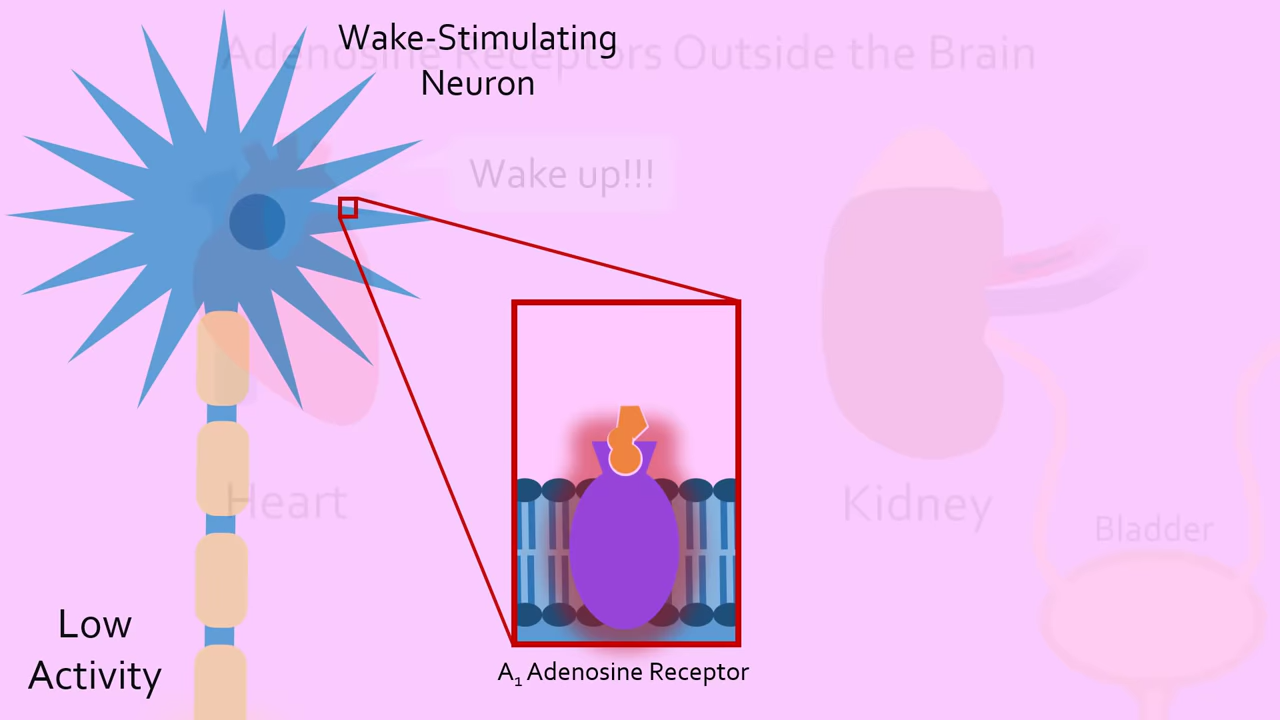 Wake-Stimulating
Neuron
Adenosine Receptors Outside the Brain
Wake up!!!
Heart
Kidney
Bladder
Low
Activity
A₁ Adenosine Receptor